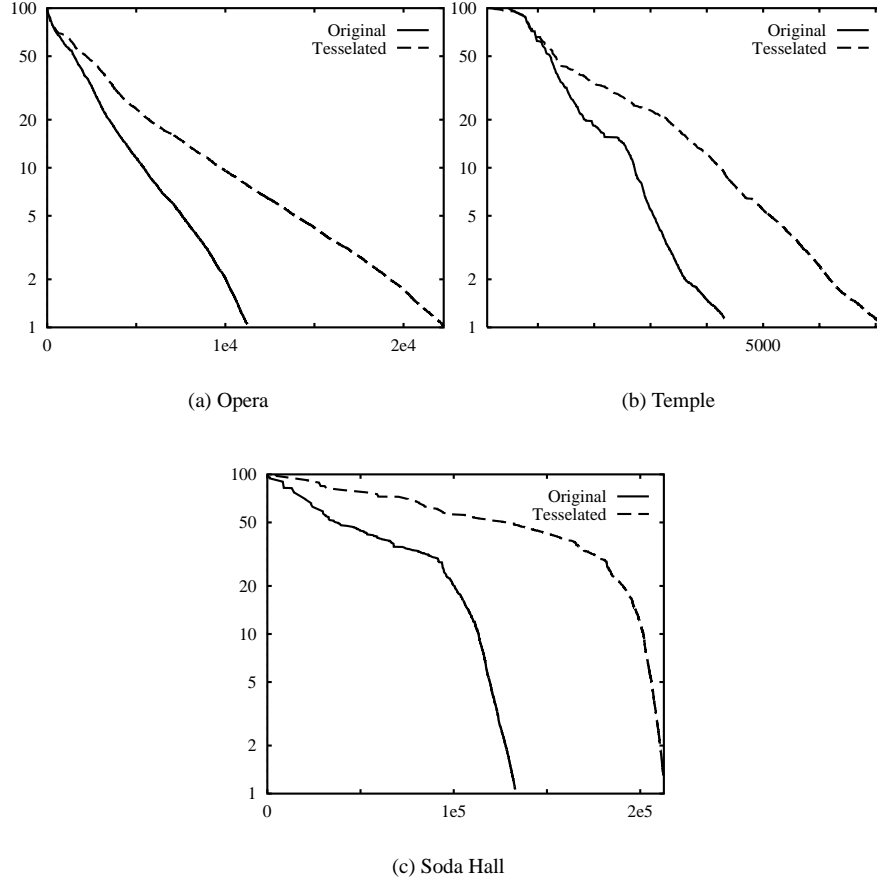 100
50
20
10
5
2
1
0
1e4
2e4
Original
Tesselated
(a) Opera
100
50
20
10
5
2
1
5000
Original
Tesselated
(b) Temple
100
50
20
10
5
2
1
0
1e5
2e5
Original
Tesselated
(c) Soda Hall